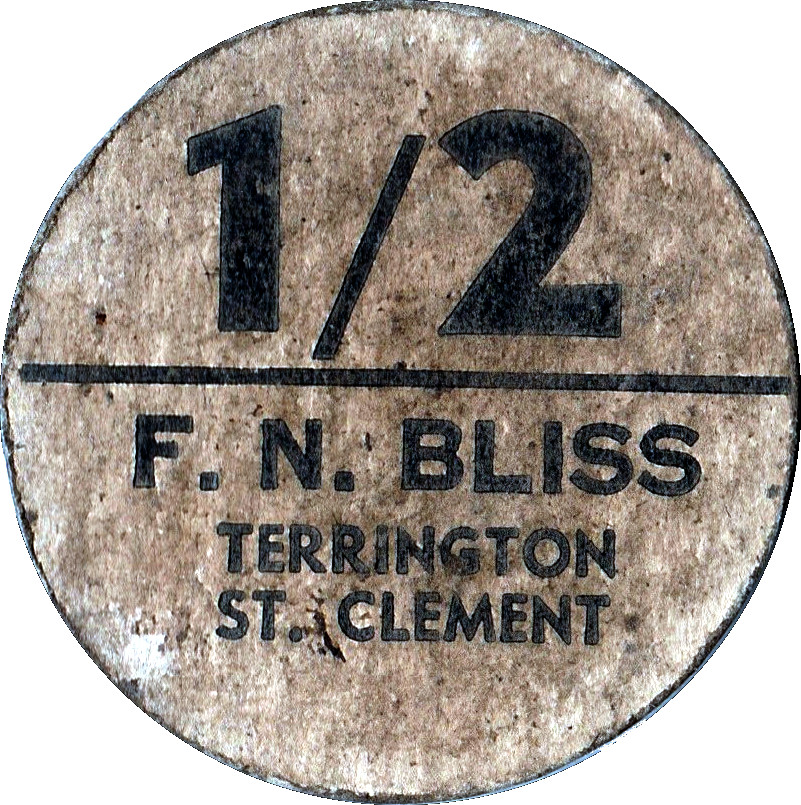 1/2
F. N. BLISS
TERRINGTON
ST. CLEMENT